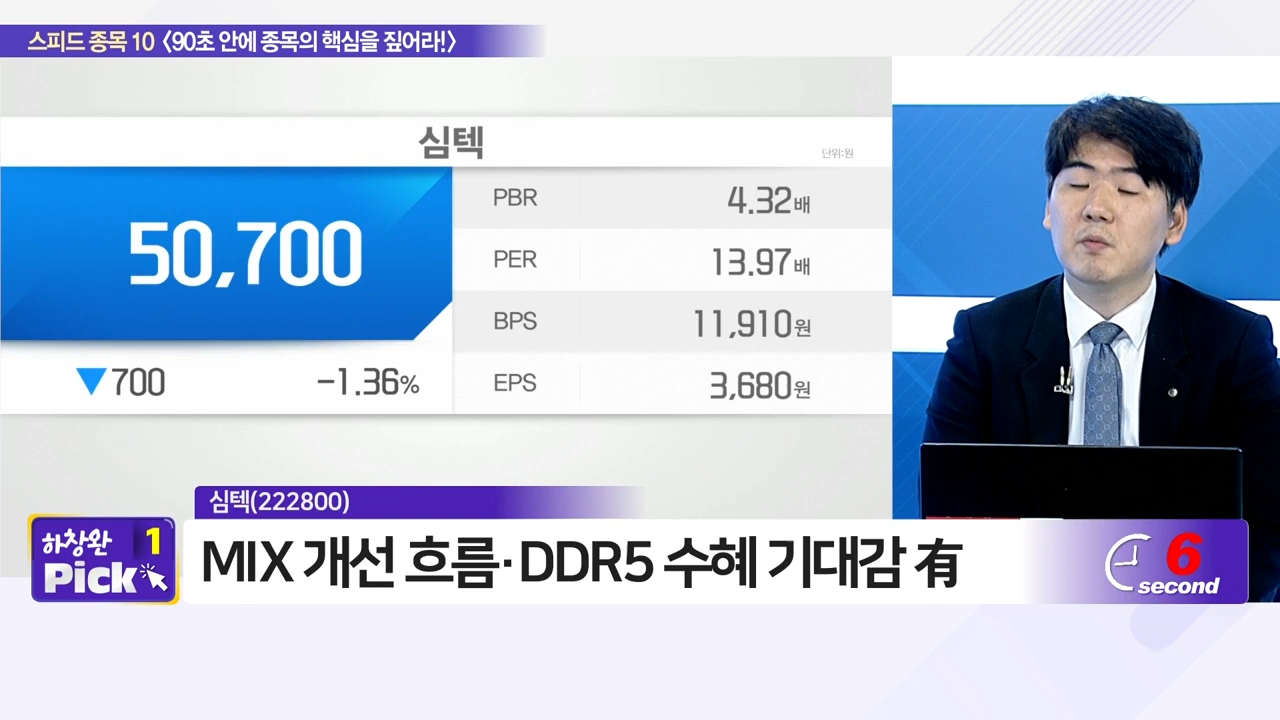 스피드 종목 10 〈90초 안에 종목의 핵심을 짚어라!〉
심텍
단위:원
50,700
▼700 -1.36%
PBR 4.32배
PER 13.97배
BPS 11,910원
EPS 3,680원
심텍(222800)
하창완 1
Pick
MIX 개선 흐름·DDR5 수혜 기대감 有
6
second